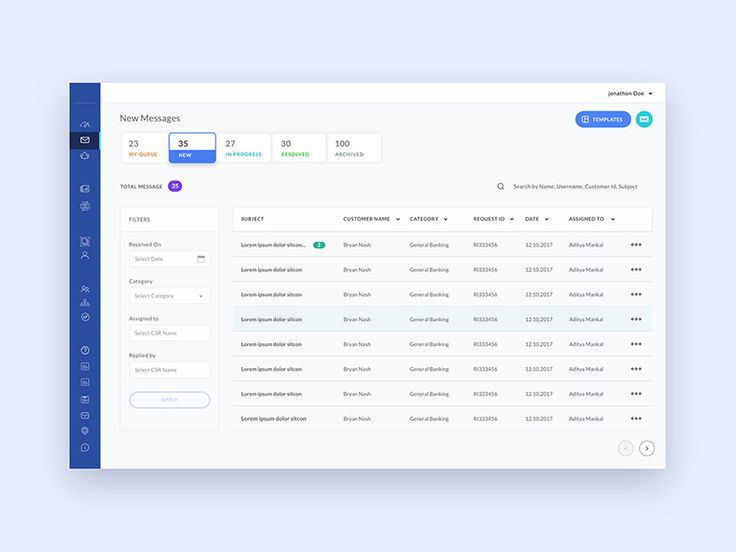 jonathon Doe
New Messages
TEMPLATES
23 35 27 30 100
MY QUEUE NEW IN PROGRESS RESOLVED ARCHIVED
TOTAL MESSAGE 35
Search by Name, Username, Customer Id, Subject
FILTERS
Received On
Select Date
Category
Select Category
Assigned to
Select CSR Name
Replied by
Select CSR Name
APPLY
SUBJECT CUSTOMER NAME CATEGORY REQUEST ID DATE ASSIGNED TO
Lorem ipsum dolor sitcon... 2 Bryan Nash General Banking RI333456 12.10.2017 Aditya Mankal
Lorem ipsum dolor sitcon Bryan Nash General Banking RI333456 12.10.2017 Aditya Mankal
Lorem ipsum dolor sitcon Bryan Nash General Banking RI333456 12.10.2017 Aditya Mankal
Lorem ipsum dolor sitcon Bryan Nash General Banking RI333456 12.10.2017 Aditya Mankal
Lorem ipsum dolor sitcon Bryan Nash General Banking RI333456 12.10.2017 Aditya Mankal
Lorem ipsum dolor sitcon Bryan Nash General Banking RI333456 12.10.2017 Aditya Mankal
Lorem ipsum dolor sitcon Bryan Nash General Banking RI333456 12.10.2017 Aditya Mankal
Lorem ipsum dolor sitcon Bryan Nash General Banking RI333456 12.10.2017 Aditya Mankal